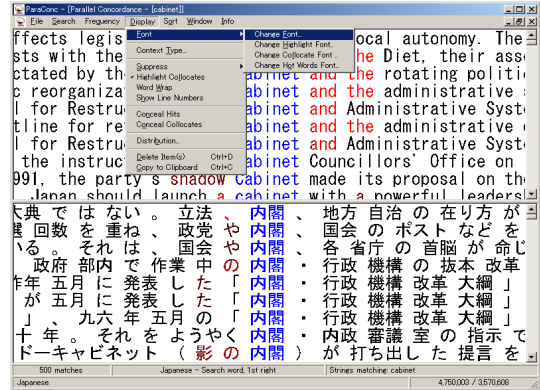 ParaConc - [Parallel Concordance - [cabinet]]
File Search Frequency Display Sort Window Info
Font
Context Type...
Suppress
Highlight Collocates
Word Wrap
Show Line Numbers
Conceal Hits
Conceal Collocates
Distribution...
Delete Item(s) Ctrl+D
Copy to Clipboard Ctrl+C
Change Font...
Change Highlight Font...
Change Collocate Font...
Change Hot Words Font...
ffects legis ocal autonomy. The
sts with the the Diet, their ass
ctated by th abinet and the rotating politi
c reorganiza abinet and the administrative
l for Restru abinet and Administrative Syst
tline for re abinet and the administrative
l for Restru abinet and Administrative Syst
the instruc abinet Councillors' Office on
991, the party's shadow cabinet made its proposal on the
Japan should launch a cabinet with a powerful leaders
大典 で は ない 。 立法 、 内閣 、 地方 自治 の 在り方 が
回数 を 重ね 、 政党 や 内閣 、 国会 の ポスト など を
いる 。 それ は 、 国会 や 内閣 、 各 省庁 の 首脳 が 命じ
政府 部内 で 作業 中 の 内閣 ・ 行政 機構 の 抜本 改革
昨年 五月 に 発表 し た 「 内閣 ・ 行政 機構 改革 大綱 」
が 五月 に 発表 し た 「 内閣 ・ 行政 機構 改革 大綱 」
」 、 九六 年 五月 の 「 内閣 ・ 行政 機構 改革 大綱 」
十 年 。 それ を ようやく 内閣 ・ 内政 審議 室 の 指示 で
ドーキャビネット （ 影 の 内閣 ） が 打ち出し た 提言 を
500 matches Japanese - Search word, 1st right Strings matching: cabinet
Japanese 4,750,003 / 3,570,608